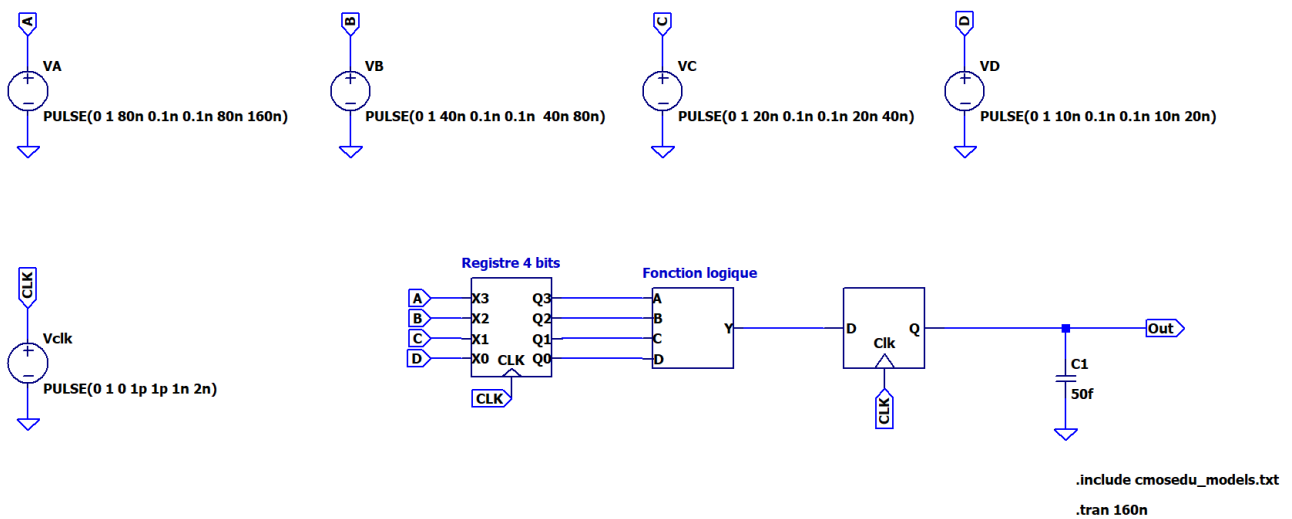 A
B
C
D
VA
VB
VC
VD
PULSE(0 1 80n 0.1n 0.1n 80n 160n)
PULSE(0 1 40n 0.1n 0.1n  40n 80n)
PULSE(0 1 20n 0.1n 0.1n 20n 40n)
PULSE(0 1 10n 0.1n 0.1n 10n 20n)
CLK
Vclk
PULSE(0 1 0 1p 1p 1n 2n)
Registre 4 bits
A
B
C
D
X3
X2
X1
X0
Q3
Q2
Q1
Q0
CLK
CLK
Fonction logique
A
B
C
D
Y
D
Q
Clk
CLK
Out
C1
50f
.include cmosedu_models.txt
.tran 160n